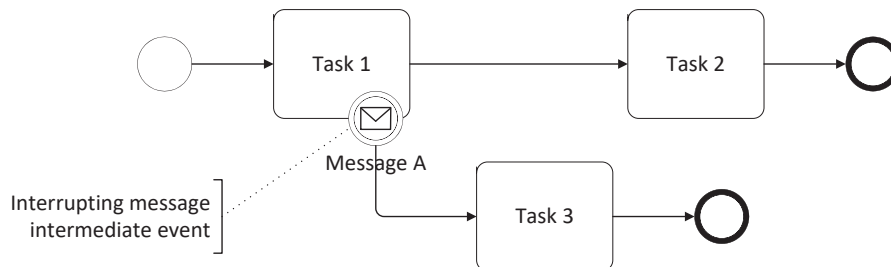 Task 1
Task 2
Message A
Interrupting message
intermediate event
Task 3